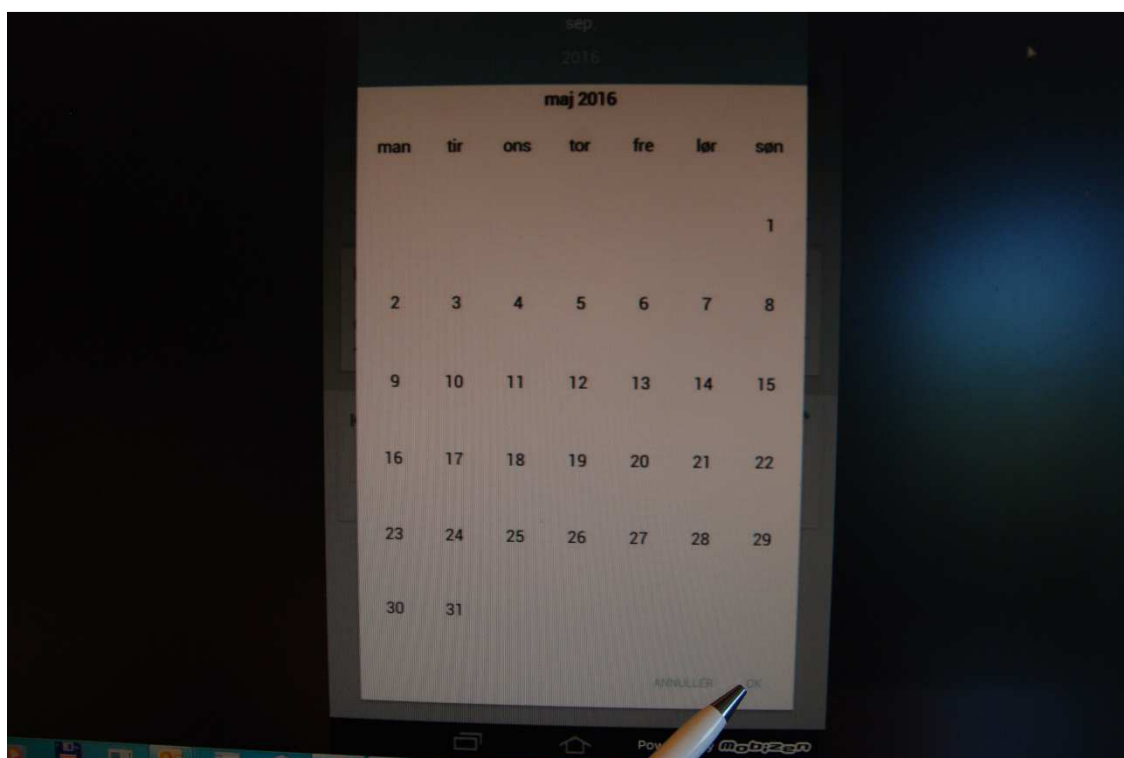 sep.
2016
maj 2016
man tir ons tor fre lør søn
1
2 3 4 5 6 7 8
9 10 11 12 13 14 15
16 17 18 19 20 21 22
23 24 25 26 27 28 29
30 31
ANNULLER OK
Pow y mobizen